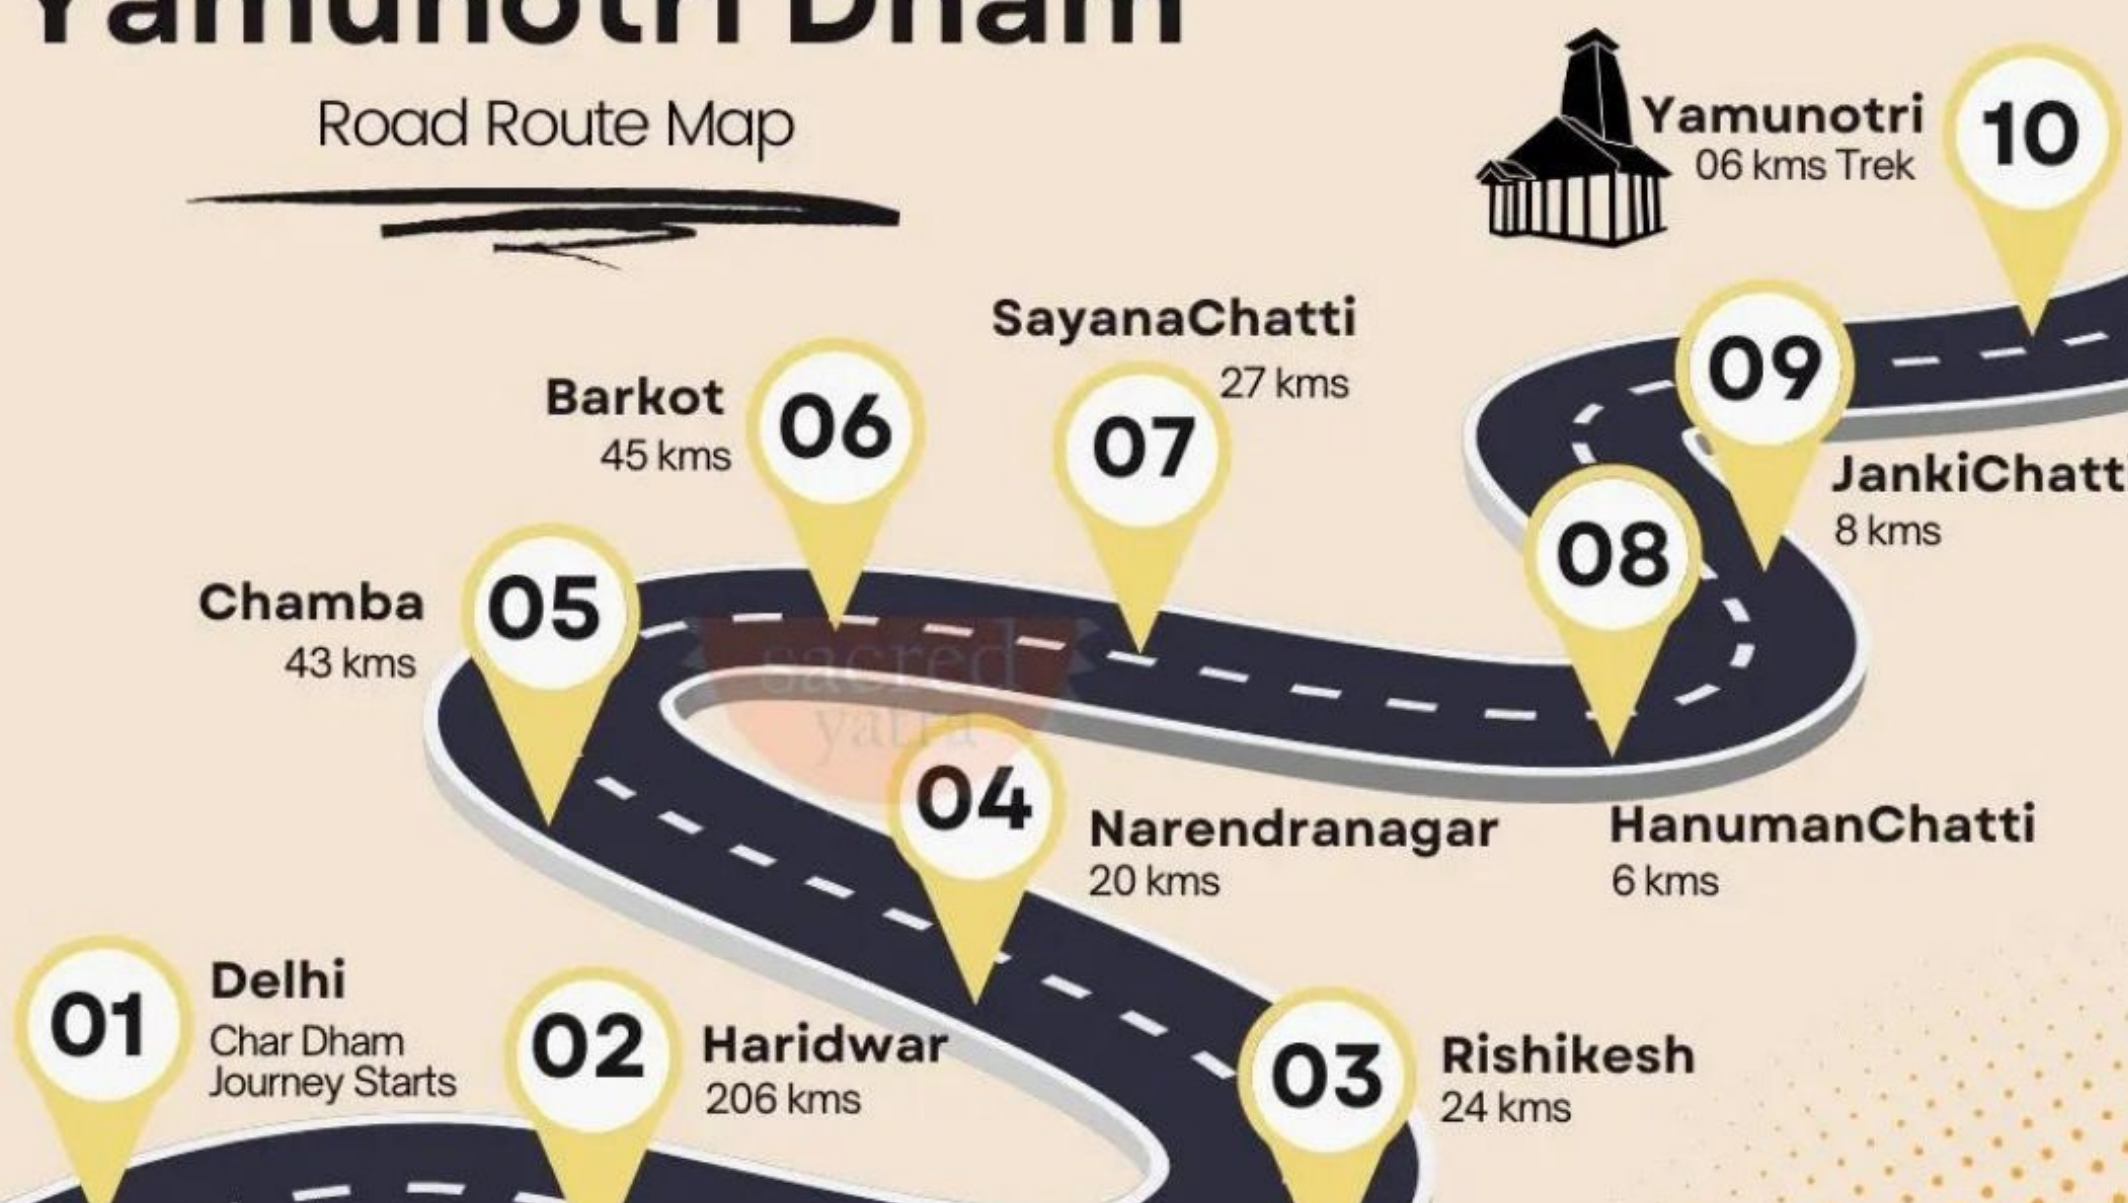 Yamunotri Dham
Road Route Map
Yamunotri
06 kms Trek
10
09
JankiChatti
8 kms
SayanaChatti
27 kms
07
Barkot
45 kms
06
08
HanumanChatti
6 kms
Chamba
43 kms
05
sacred
yatra
04
Narendranagar
20 kms
01
Delhi
Char Dham
Journey Starts
02
Haridwar
206 kms
03
Rishikesh
24 kms